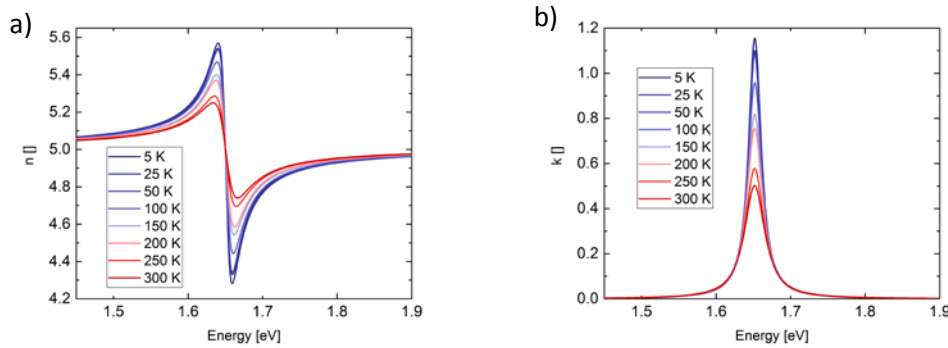 a)
5.6
5.4
5.2
5.0
4.8
4.6
4.4
4.2
n []
5 K
25 K
50 K
100 K
150 K
200 K
250 K
300 K
1.5
1.6
1.7
1.8
1.9
Energy [eV]
b)
1.2
1.0
0.8
0.6
0.4
0.2
0.0
k []
5 K
25 K
50 K
100 K
150 K
200 K
250 K
300 K
1.5
1.6
1.7
1.8
1.9
Energy [eV]